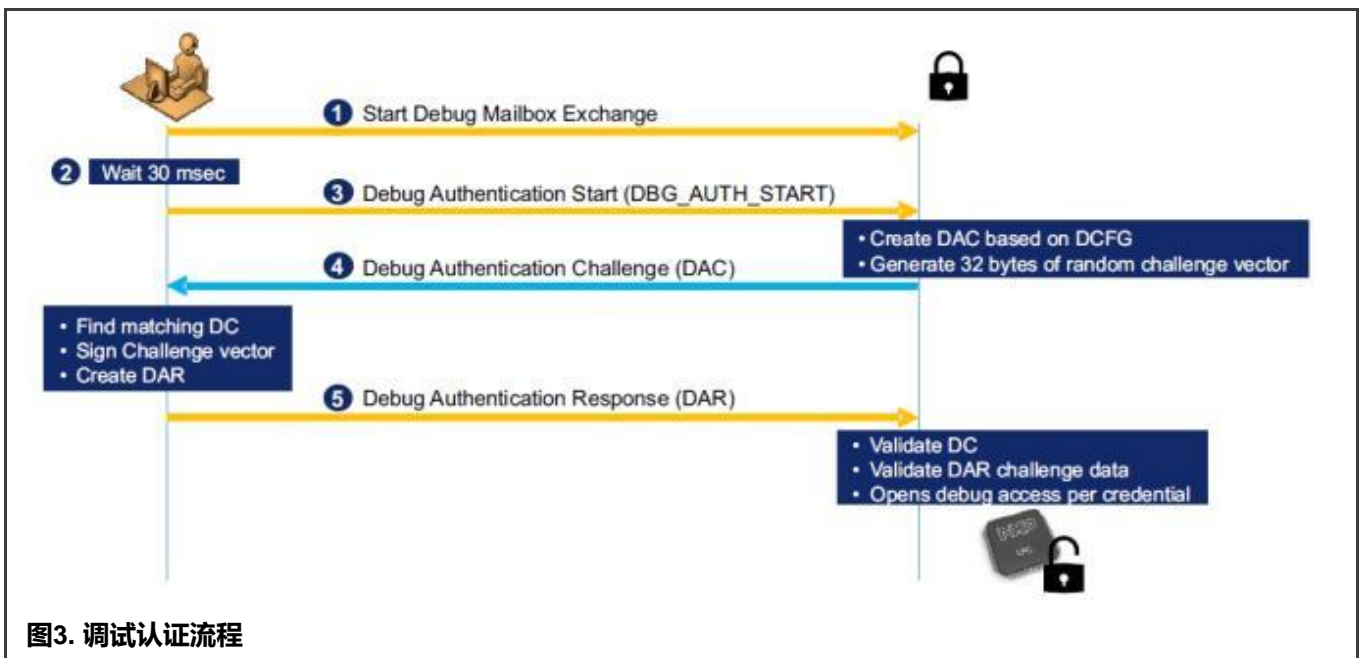 1 Start Debug Mailbox Exchange
2 Wait 30 msec
3 Debug Authentication Start (DBG_AUTH_START)
• Create DAC based on DCFG
• Generate 32 bytes of random challenge vector
4 Debug Authentication Challenge (DAC)
• Find matching DC
• Sign Challenge vector
• Create DAR
5 Debug Authentication Response (DAR)
• Validate DC
• Validate DAR challenge data
• Opens debug access per credential
LPC
图3. 调试认证流程